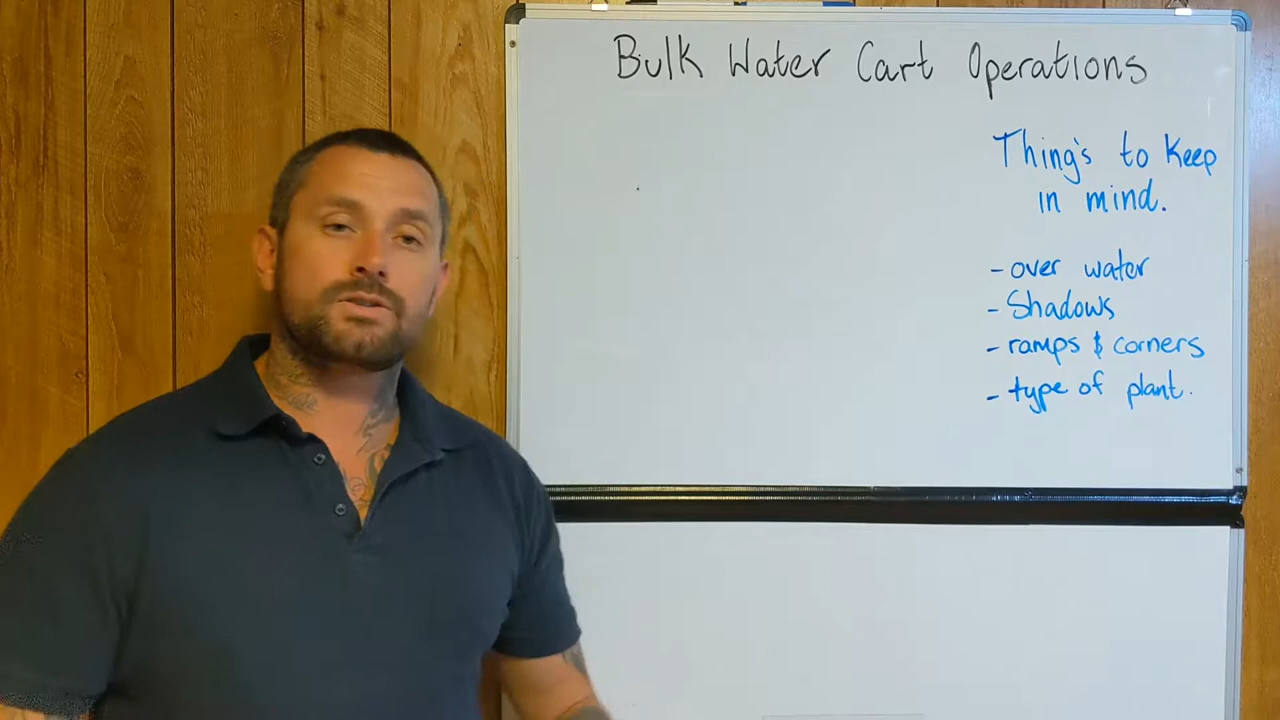 Bulk Water Cart Operations
Thing's to Keep
in mind.
- over water
- Shadows
- ramps & corners
- type of plant.